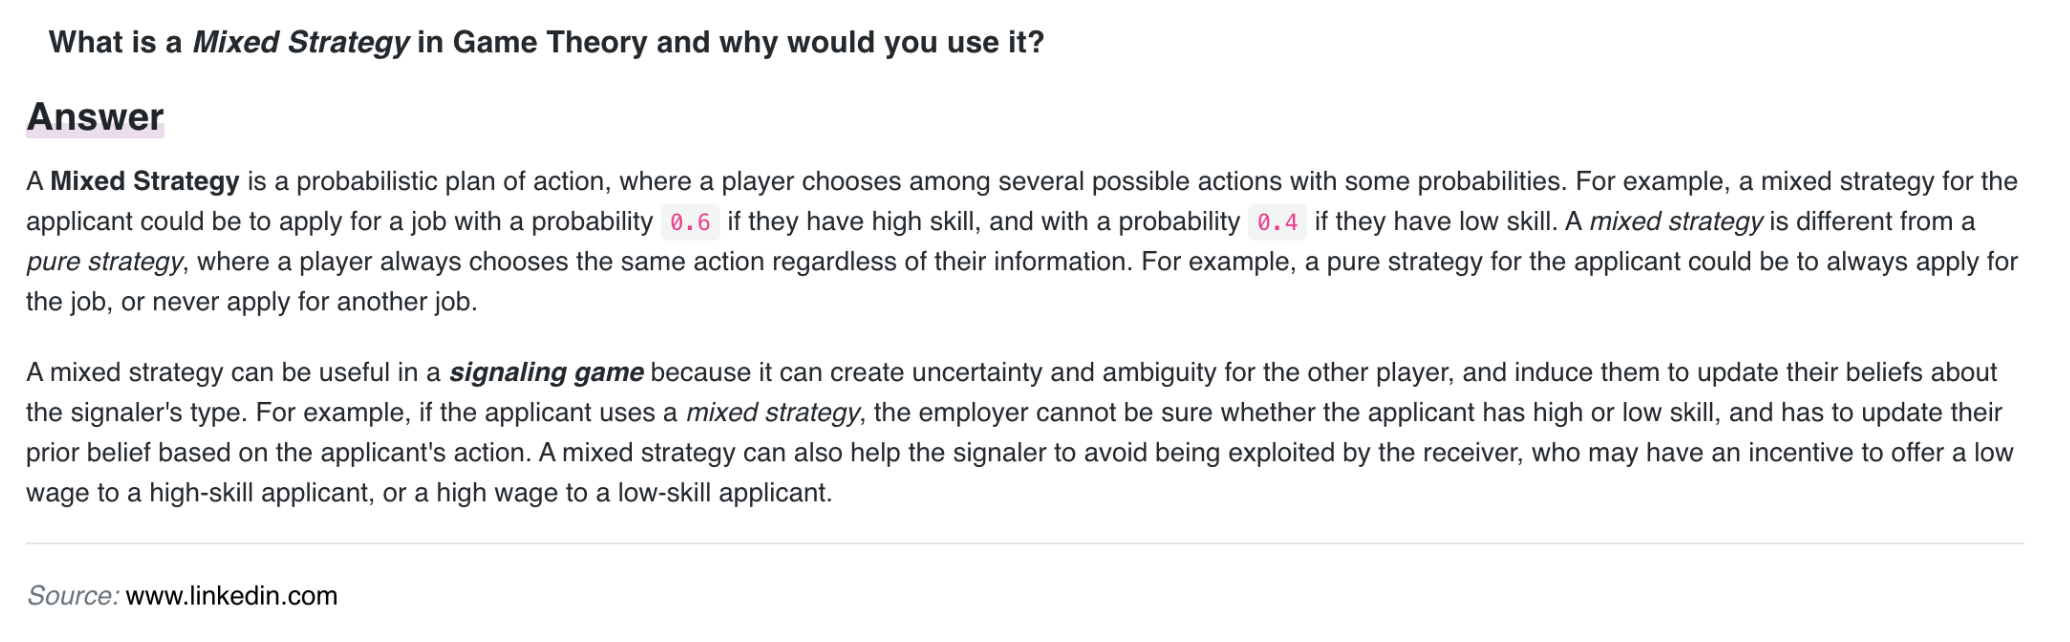 What is a Mixed Strategy in Game Theory and why would you use it?
Answer
A Mixed Strategy is a probabilistic plan of action, where a player chooses among several possible actions with some probabilities. For example, a mixed strategy for the
applicant could be to apply for a job with a probability 0.6 if they have high skill, and with a probability 0.4 if they have low skill. A mixed strategy is different from a
pure strategy, where a player always chooses the same action regardless of their information. For example, a pure strategy for the applicant could be to always apply for
the job, or never apply for another job.
A mixed strategy can be useful in a signaling game because it can create uncertainty and ambiguity for the other player, and induce them to update their beliefs about
the signaler's type. For example, if the applicant uses a mixed strategy, the employer cannot be sure whether the applicant has high or low skill, and has to update their
prior belief based on the applicant's action. A mixed strategy can also help the signaler to avoid being exploited by the receiver, who may have an incentive to offer a low
wage to a high-skill applicant, or a high wage to a low-skill applicant.
Source: www.linkedin.com